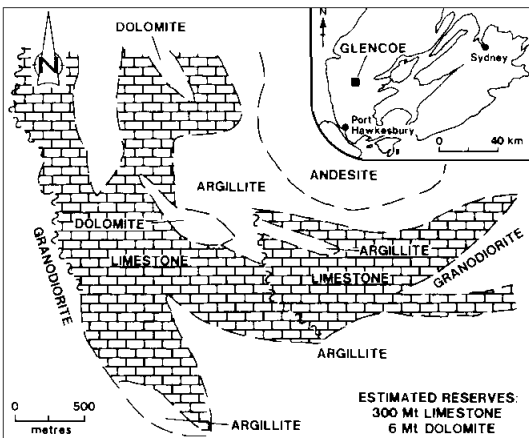 DOLOMITE
N
N
GLENCOE
Sydney
Port
Hawkesbury
0 40 km
ARGILLITE
ANDESITE
DOLOMITE
ARGILLITE
GRANODIORITE
LIMESTONE
LIMESTONE
GRANODIORITE
ARGILLITE
ESTIMATED RESERVES:
300 Mt LIMESTONE
6 Mt DOLOMITE
0 500
metres
ARGILLITE